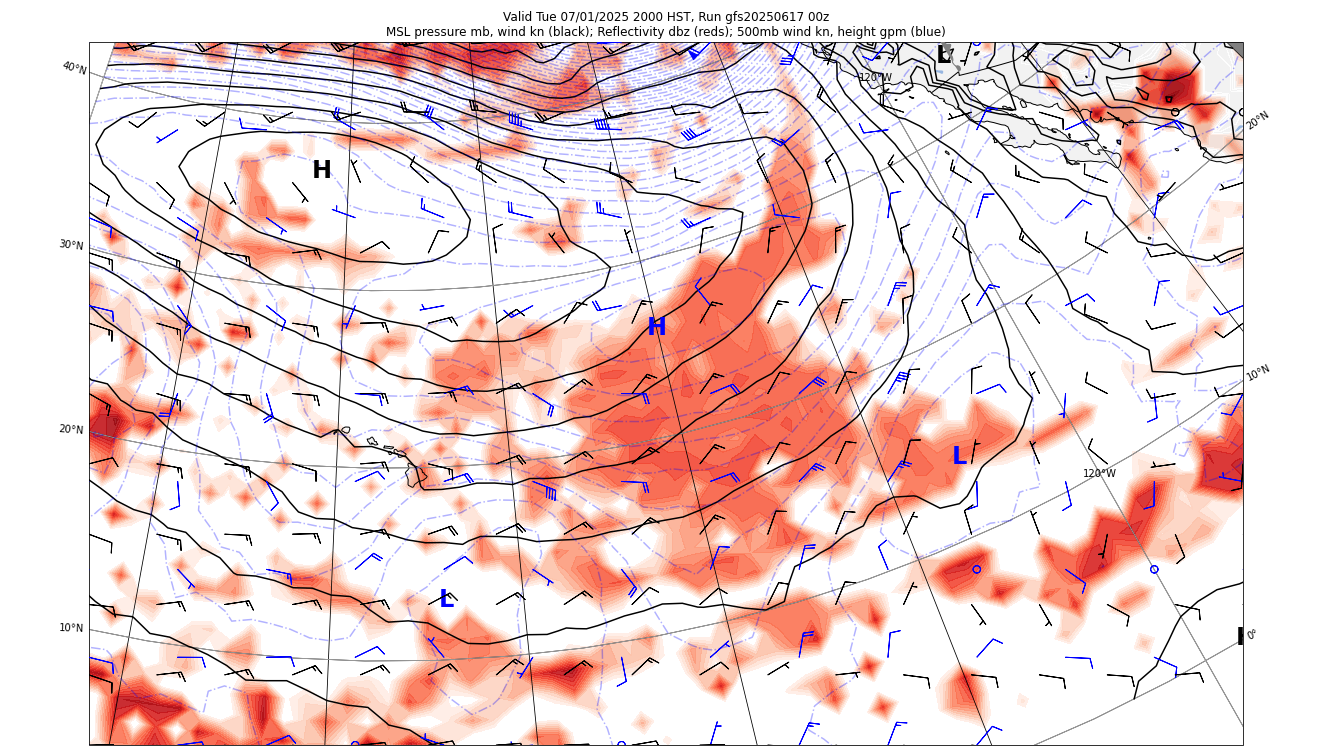 Valid Tue 07/01/2025 2000 HST, Run gfs20250617 00z
MSL pressure mb, wind kn (black); Reflectivity dbz (reds); 500mb wind kn, height gpm (blue)
L
40°N
120°W
20°N
H
30°N
H
10°N
20°N
L
120°W
L
10°N
0°